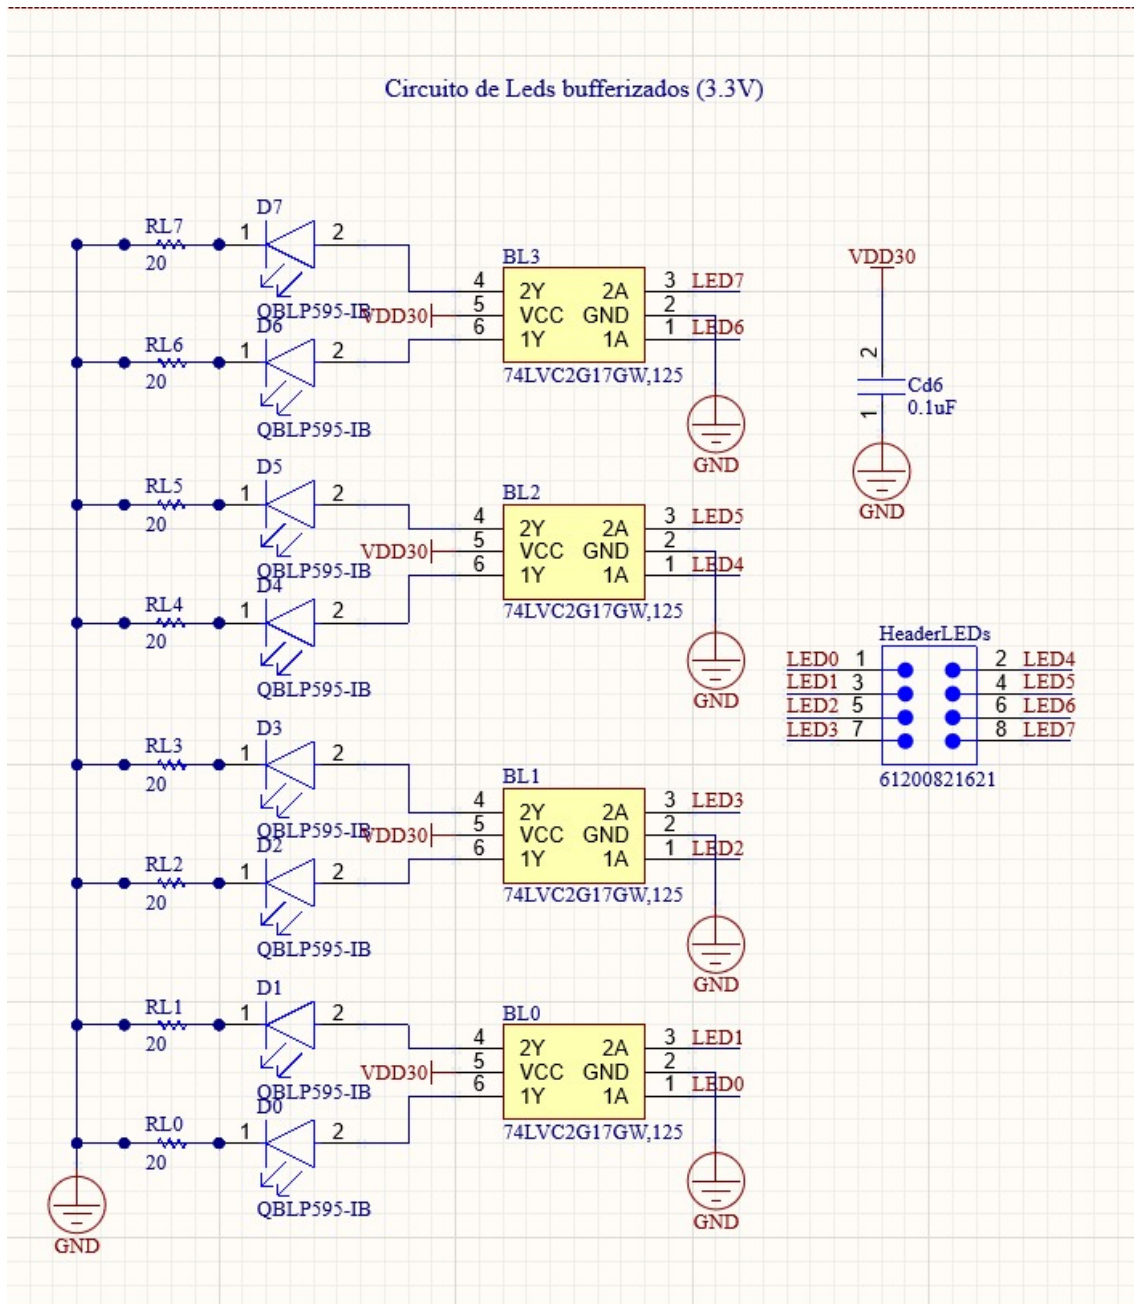 Circuito de Leds bufferizados (3.3V)
D7
RL7
1
2
20
QBLP595-IB
BL3
4
2Y
2A
3
LED7
VDD30
5
VCC
GND
2
6
1Y
1A
1
LED6
74LVC2G17GW,125
GND
D6
RL6
1
2
20
QBLP595-IB
VDD30
2
Cd6
0.1uF
1
GND
D5
RL5
1
2
20
QBLP595-IB
BL2
4
2Y
2A
3
LED5
VDD30
5
VCC
GND
2
6
1Y
1A
1
LED4
74LVC2G17GW,125
GND
D4
RL4
1
2
20
QBLP595-IB
HeaderLEDs
LED0 1 2 LED4
LED1 3 4 LED5
LED2 5 6 LED6
LED3 7 8 LED7
61200821621
D3
RL3
1
2
20
QBLP595-IB
BL1
4
2Y
2A
3
LED3
VDD30
5
VCC
GND
2
6
1Y
1A
1
LED2
74LVC2G17GW,125
GND
D2
RL2
1
2
20
QBLP595-IB
D1
RL1
1
2
20
QBLP595-IB
BL0
4
2Y
2A
3
LED1
VDD30
5
VCC
GND
2
6
1Y
1A
1
LED0
74LVC2G17GW,125
GND
D0
RL0
1
2
20
QBLP595-IB
GND